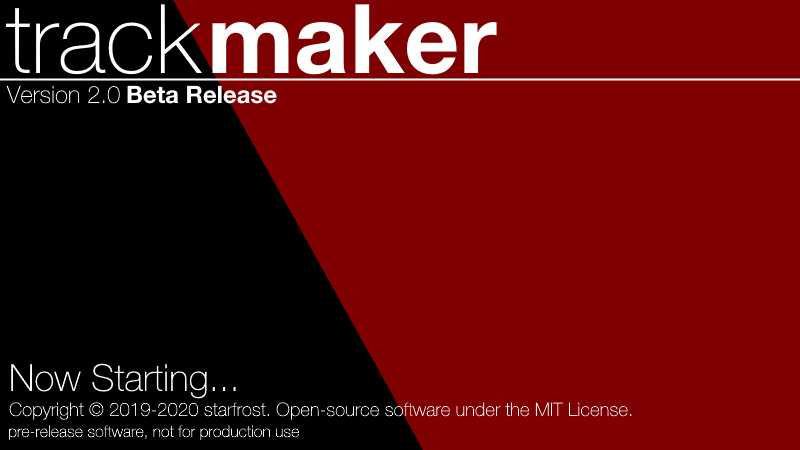 trackmaker
Version 2.0 Beta Release
Now Starting...
Copyright © 2019-2020 starfrost. Open-source software under the MIT License.
pre-release software, not for production use